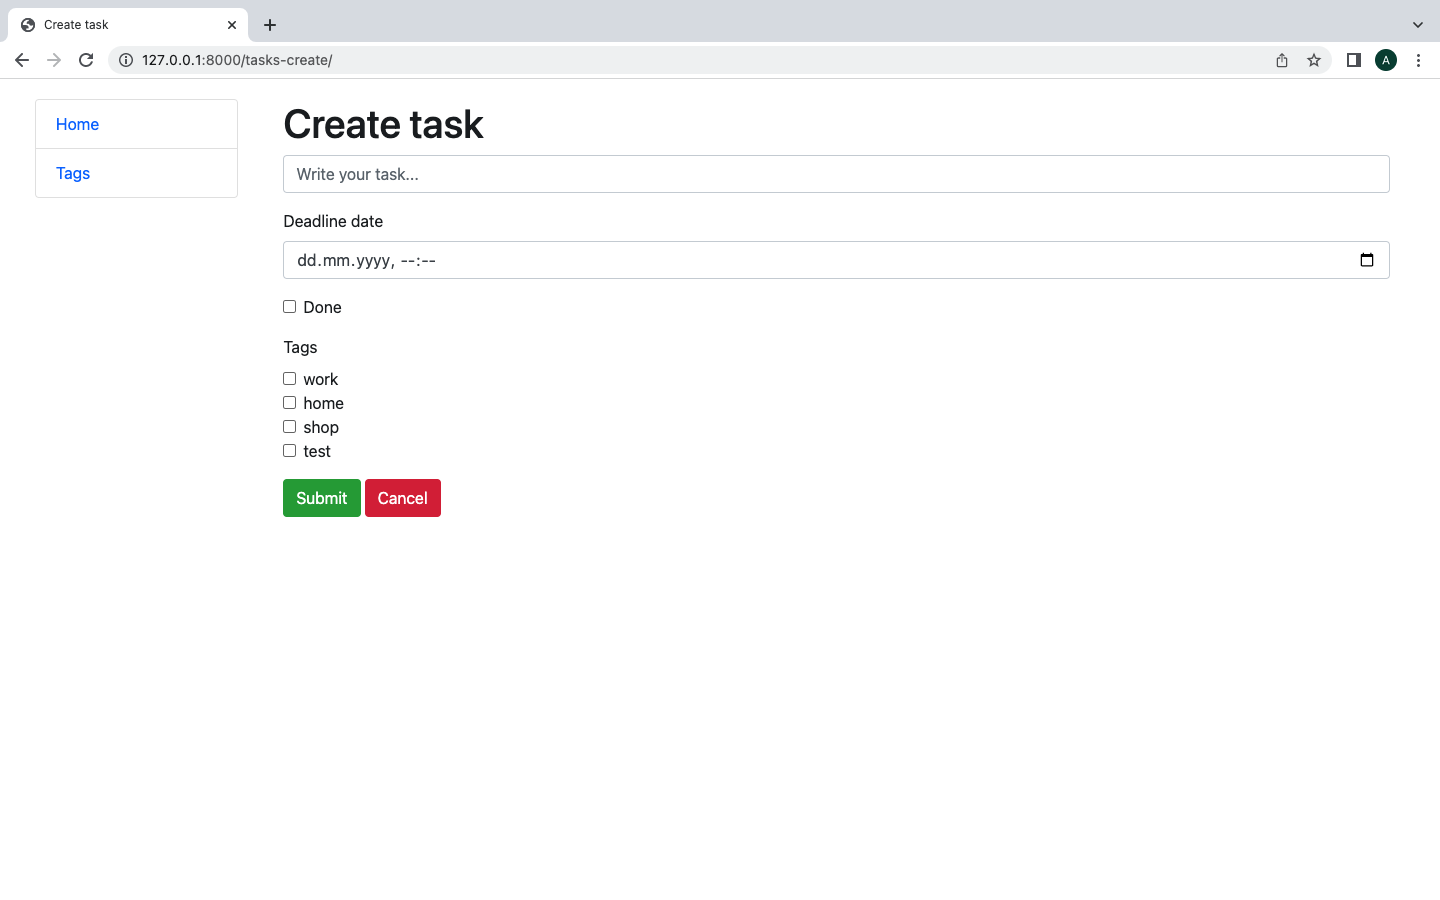 Create task
127.0.0.1:8000/tasks-create/
A
Home
Tags
Create task
Write your task...
Deadline date
dd.mm.yyyy, --:--
Done
Tags
work
home
shop
test
Submit Cancel